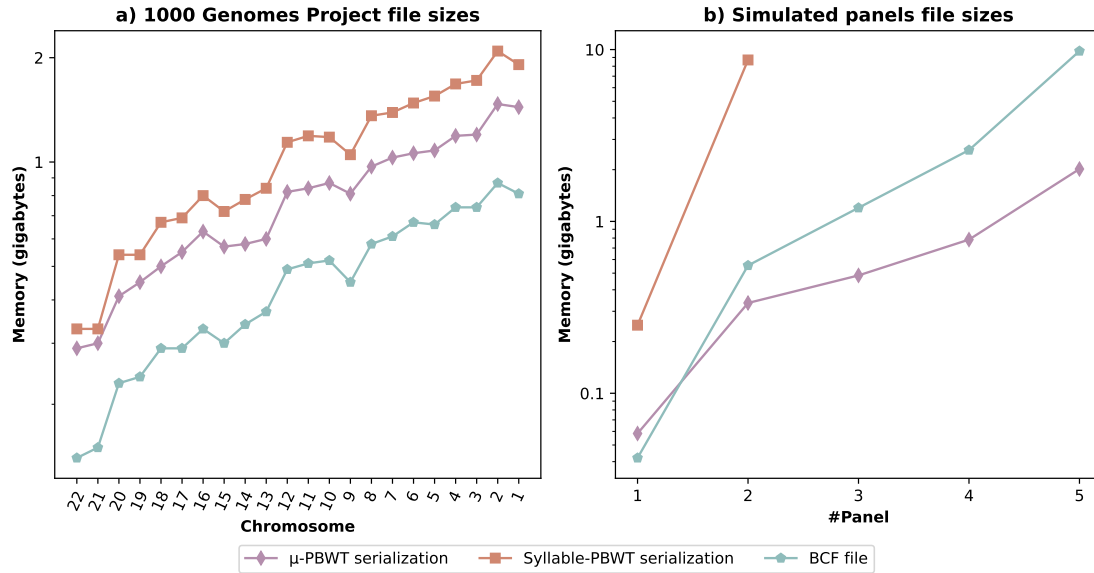 a) 1000 Genomes Project file sizes
Memory (gigabytes)
2
1
22 21 20 19 18 17 16 15 14 13 12 11 10 9 8 7 6 5 4 3 2 1
Chromosome
b) Simulated panels file sizes
Memory (gigabytes)
10
1
0.1
1 2 3 4 5
#Panel
μ-PBWT serialization Syllable-PBWT serialization BCF file